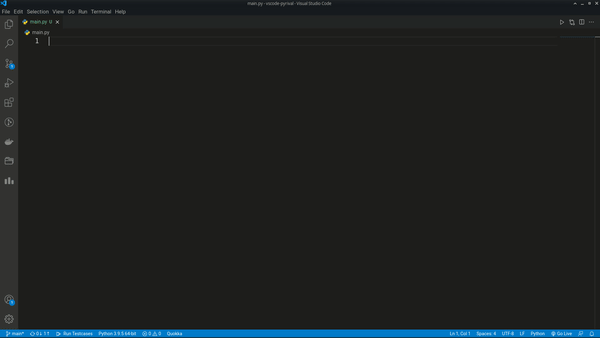 main.py - vscode-pyrival - Visual Studio Code
File Edit Selection View Go Run Terminal Help
main.py U
main.py
1
main* 0↓ 1↑ Run Testcases Python 3.9.5 64-bit 0 0 Quokka Ln 1, Col 1 Spaces: 4 UTF-8 LF Python Go Live